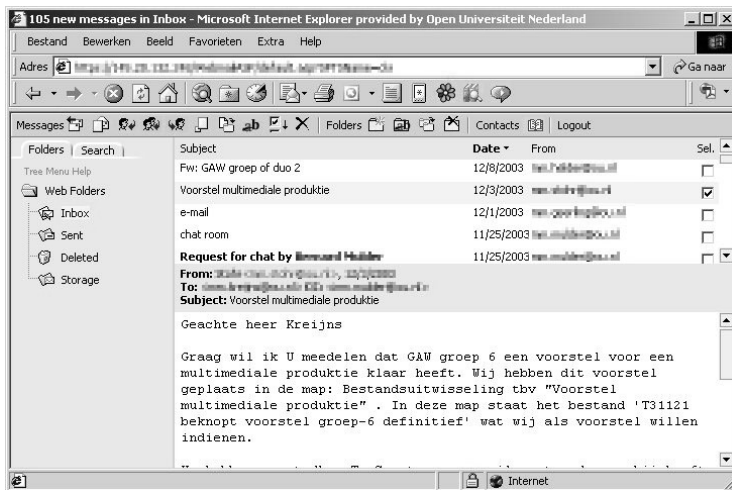 105 new messages in Inbox - Microsoft Internet Explorer provided by Open Universiteit Nederland
Bestand Bewerken Beeld Favorieten Extra Help
Adres Ga naar
Messages ab Folders ab Contacts Logout
Folders Search
Subject Date From Sel.
Tree Menu Help
Fw: GAW groep of duo 2 12/8/2003
Web Folders
Voorstel multimediale produktie 12/3/2003
Inbox
e-mail 12/1/2003
Sent
chat room 11/25/2003
Deleted
Request for chat by 11/25/2003
Storage
From:
To:
Subject: Voorstel multimediale produktie
Geachte heer Kreijns
Graag wil ik U meedelen dat GAW groep 6 een voorstel voor een
multimediale produktie klaar heeft. Wij hebben dit voorstel
geplaats in de map: Bestandsuitwisseling tbv "Voorstel
multimediale produktie" . In deze map staat het bestand 'T31121
beknopt voorstel groep-6 definitief' wat wij als voorstel willen
indienen.
Internet